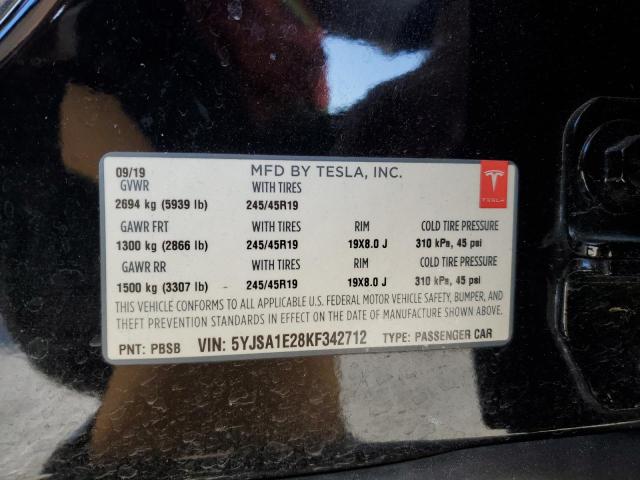 09/19 MFD BY TESLA, INC.
GVWR WITH TIRES
2694 kg (5939 lb) 245/45R19
TESLA
GAWR FRT WITH TIRES RIM COLD TIRE PRESSURE
1300 kg (2866 lb) 245/45R19 19X8.0 J 310 kPa, 45 psi
GAWR RR WITH TIRES RIM COLD TIRE PRESSURE
1500 kg (3307 lb) 245/45R19 19X8.0 J 310 kPa, 45 psi
THIS VEHICLE CONFORMS TO ALL APPLICABLE U.S. FEDERAL MOTOR VEHICLE SAFETY, BUMPER, AND
THEFT PREVENTION STANDARDS IN EFFECT ON THE DATE OF MANUFACTURE SHOWN ABOVE.
PNT: PBSB VIN: 5YJSA1E28KF342712 TYPE: PASSENGER CAR